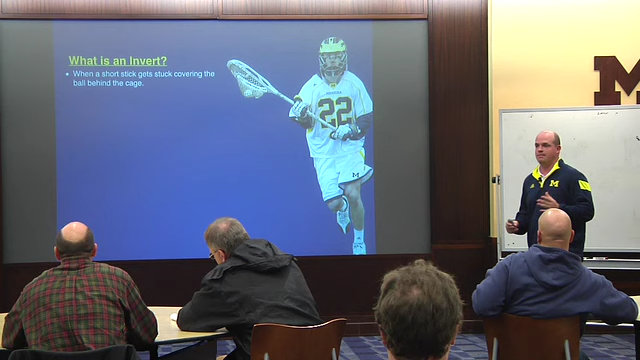 What is an Invert?
• When a short stick gets stuck covering the
ball behind the cage.
22
M
M
M